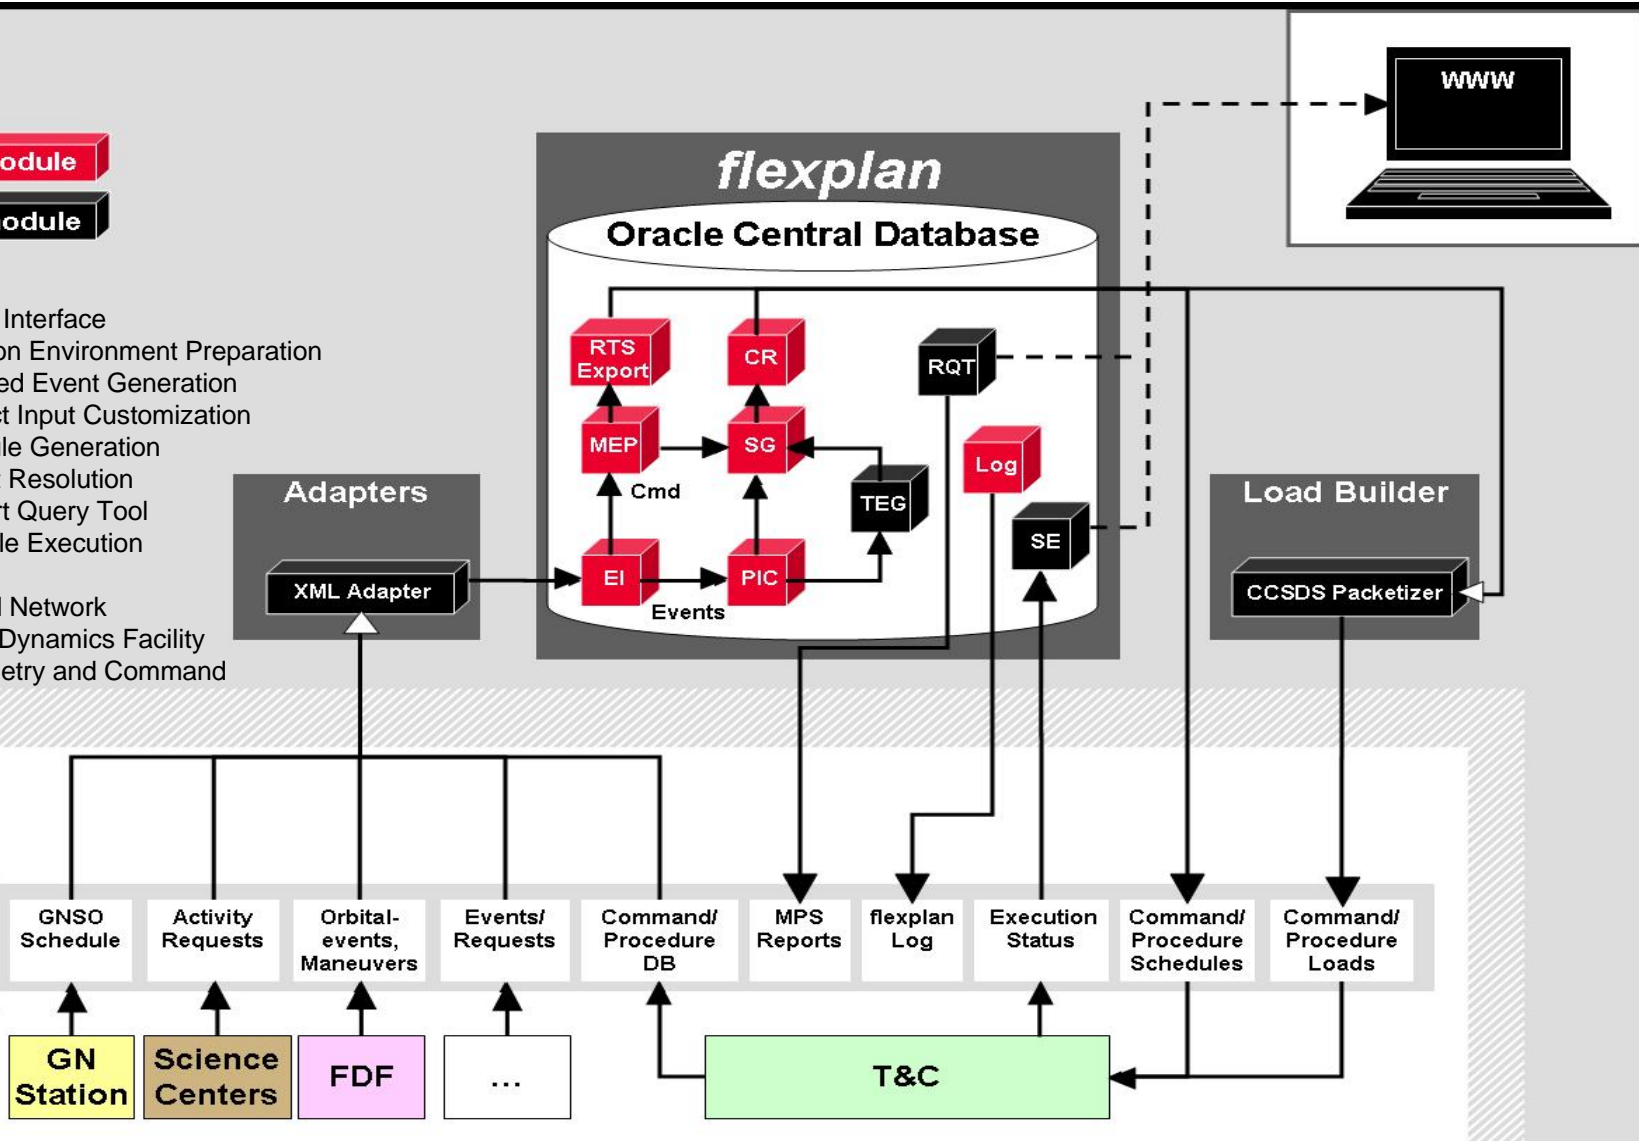 WWW
odule
flexplan
odule
Oracle Central Database
Interface
on Environment Preparation
ed Event Generation
ct Input Customization
le Generation
Resolution
rt Query Tool
le Execution
Network
Dynamics Facility
etry and Command
RTS
Export
CR
RQT
MEP
SG
Log
Cmd
TEG
SE
EI
PIC
Events
Adapters
XML Adapter
Load Builder
CCSDS Packetizer
GNSO
Schedule
Activity
Requests
Orbital-
events,
Maneuvers
Events/
Requests
Command/
Procedure
DB
MPS
Reports
flexplan
Log
Execution
Status
Command/
Procedure
Schedules
Command/
Procedure
Loads
GN
Station
Science
Centers
FDF
...
T&C